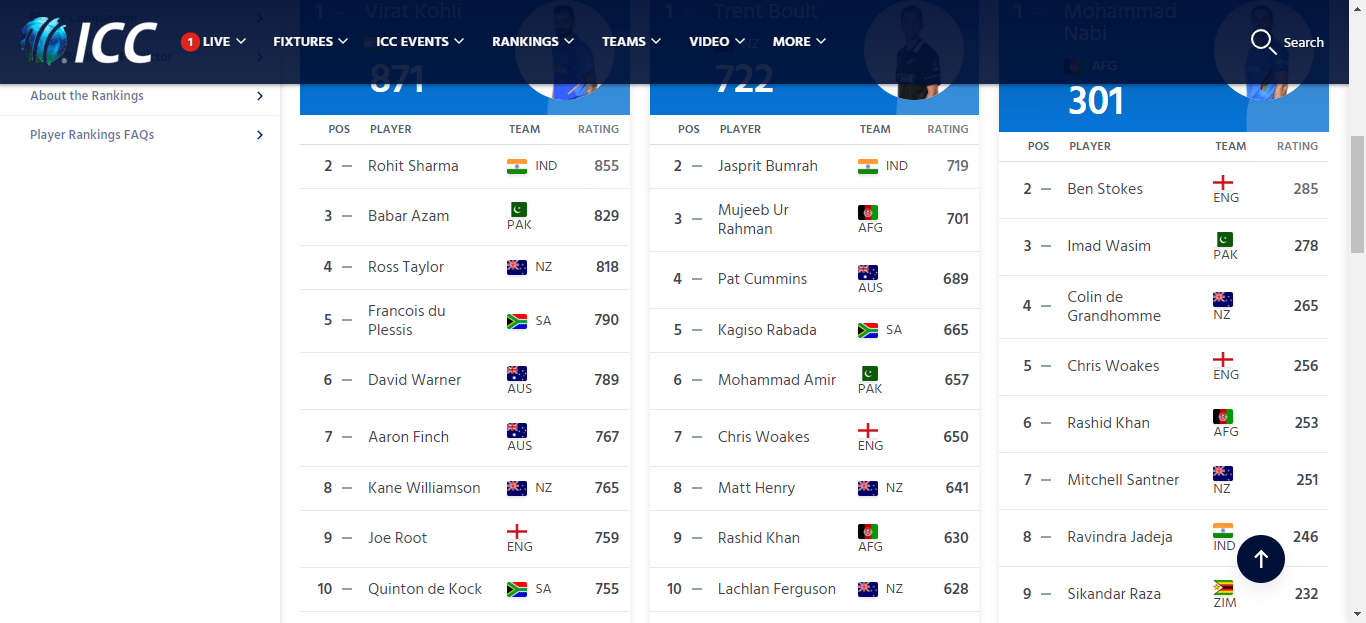 ICC
1 LIVE FIXTURES ICC EVENTS RANKINGS TEAMS VIDEO MORE Search
About the Rankings
Player Rankings FAQs
1 Virat Kohli
871
POS PLAYER TEAM RATING
2 — Rohit Sharma IND 855
3 — Babar Azam PAK 829
4 — Ross Taylor NZ 818
5 — Francois du
Plessis SA 790
6 — David Warner AUS 789
7 — Aaron Finch AUS 767
8 — Kane Williamson NZ 765
9 — Joe Root ENG 759
10 — Quinton de Kock SA 755
1 Trent Boult
NZ
722
POS PLAYER TEAM RATING
2 — Jasprit Bumrah IND 719
3 — Mujeeb Ur
Rahman AFG 701
4 — Pat Cummins AUS 689
5 — Kagiso Rabada SA 665
6 — Mohammad Amir PAK 657
7 — Chris Woakes ENG 650
8 — Matt Henry NZ 641
9 — Rashid Khan AFG 630
10 — Lachlan Ferguson NZ 628
1 Mohammad
Nabi
AFG
301
POS PLAYER TEAM RATING
2 — Ben Stokes ENG 285
3 — Imad Wasim PAK 278
4 — Colin de
Grandhomme NZ 265
5 — Chris Woakes ENG 256
6 — Rashid Khan AFG 253
7 — Mitchell Santner NZ 251
8 — Ravindra Jadeja IND 246
9 — Sikandar Raza ZIM 232